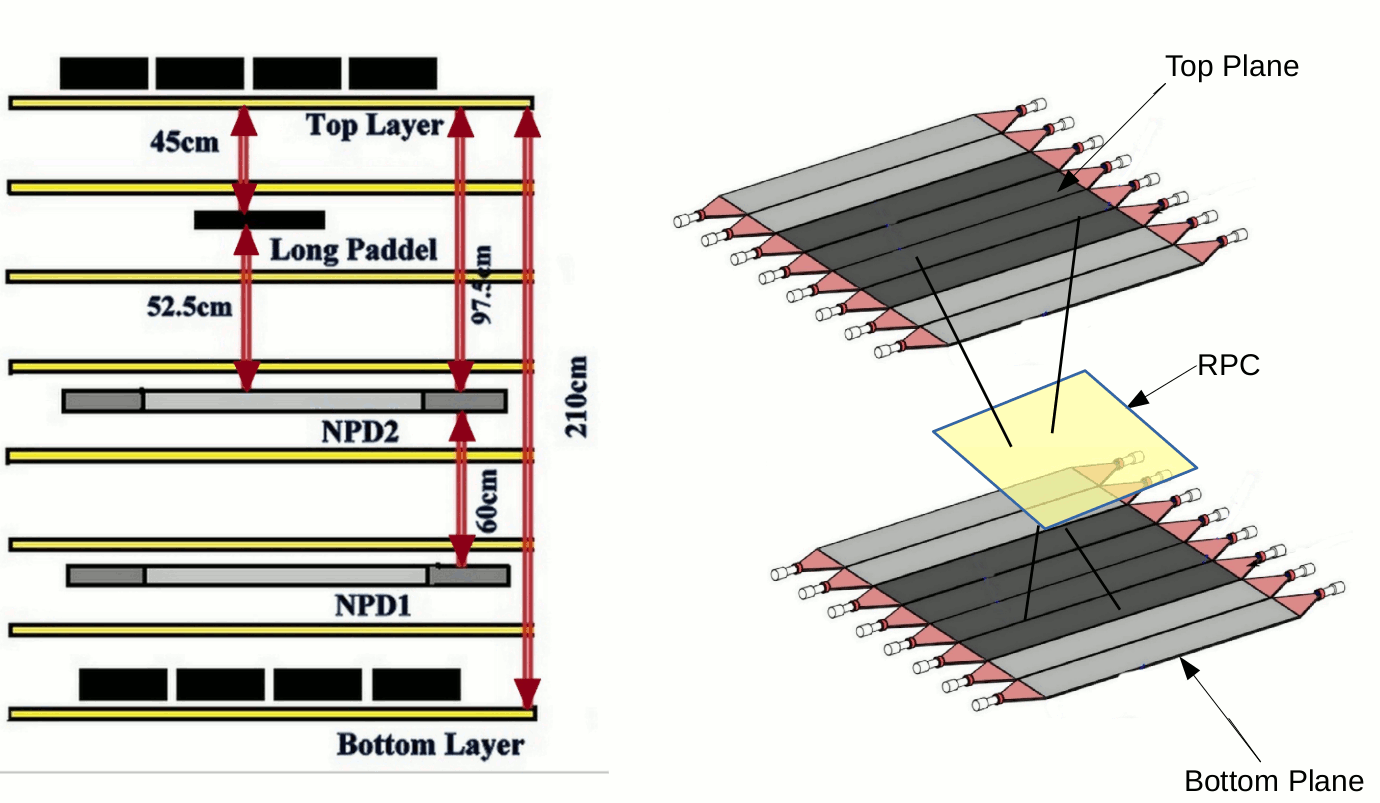 Top Layer
45cm
Long Paddel
97.5cm
52.5cm
210cm
NPD2
60cm
NPD1
Bottom Layer
Top Plane
RPC
Bottom Plane